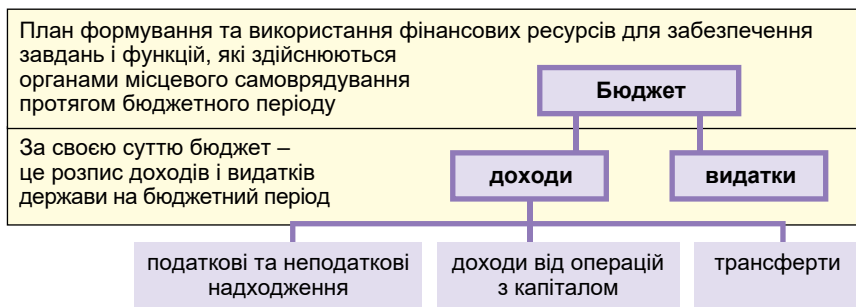 План формування та використання фінансових ресурсів для забезпечення
завдань і функцій, які здійснюються
органами місцевого самоврядування
протягом бюджетного періоду
Бюджет
За своєю суттю бюджет –
це розпис доходів і видатків
держави на бюджетний період
доходи
видатки
податкові та неподаткові
надходження
доходи від операцій
з капіталом
трансферти